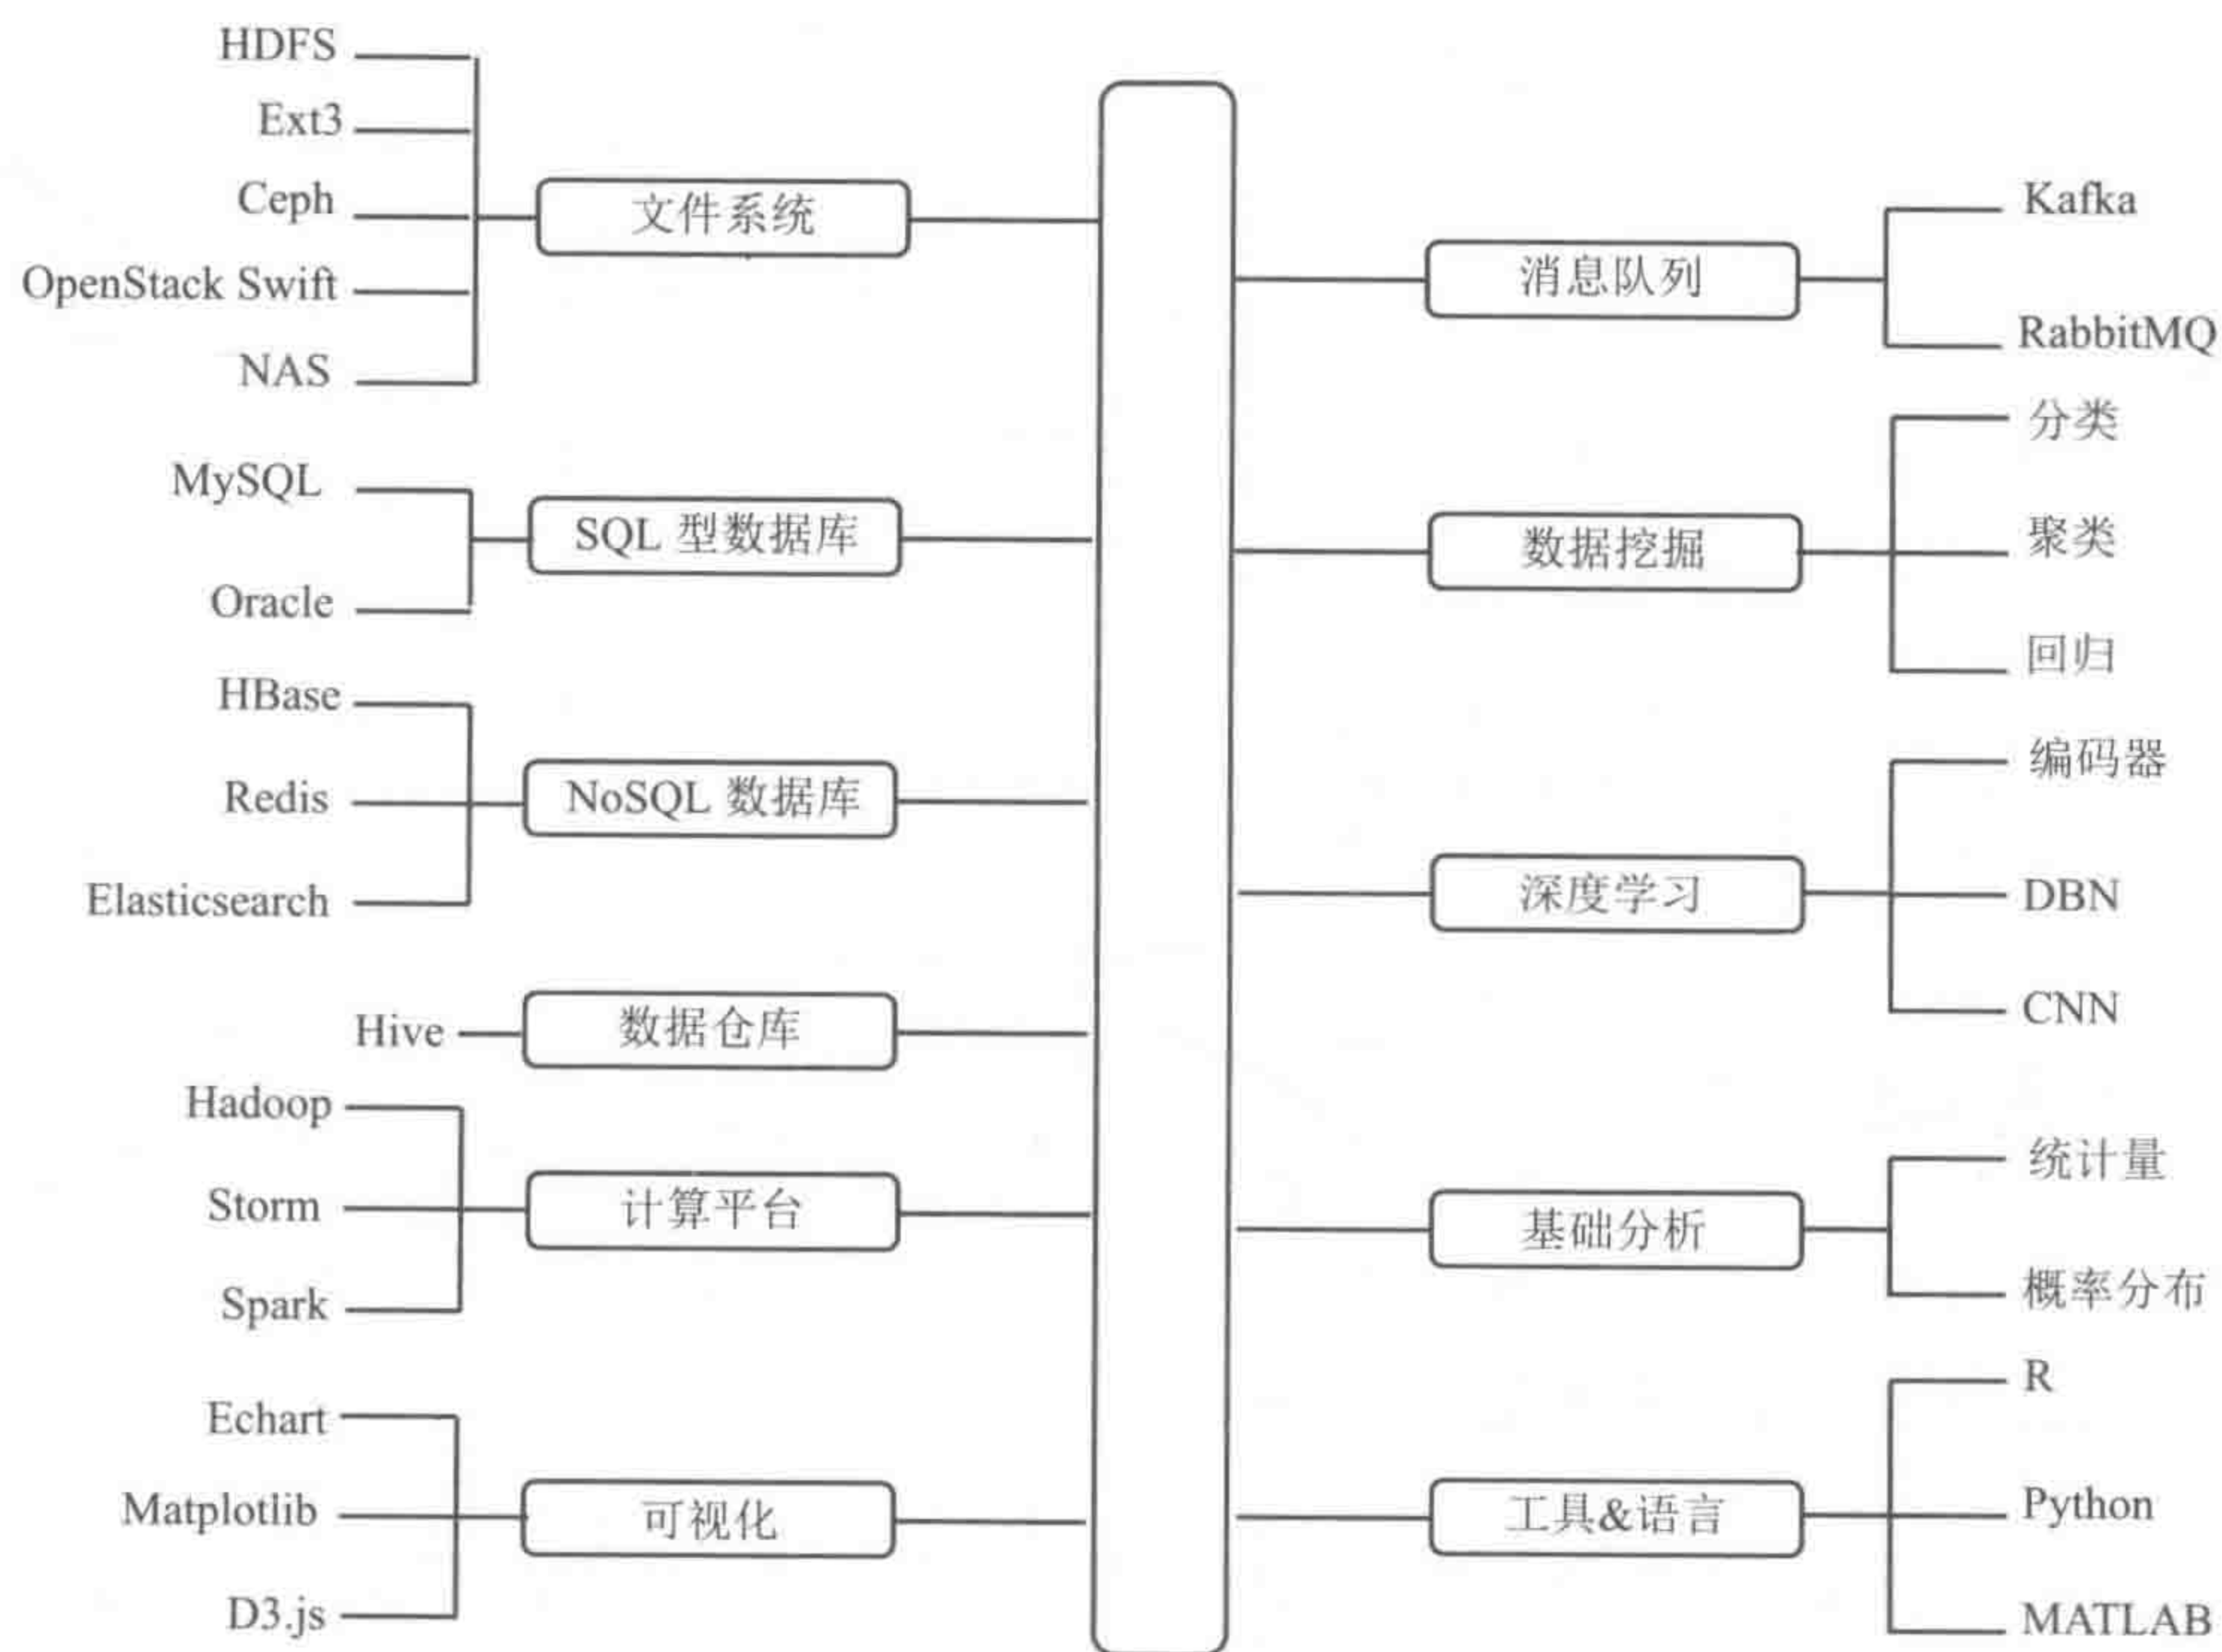 HDFS
Ext3
Ceph
OpenStack Swift
NAS
文件系统
MySQL
Oracle
SQL 型数据库
HBase
Redis
Elasticsearch
NoSQL 数据库
Hive
数据仓库
Hadoop
Storm
Spark
计算平台
Echart
Matplotlib
D3.js
可视化
消息队列
Kafka
RabbitMQ
数据挖掘
分类
聚类
回归
深度学习
编码器
DBN
CNN
基础分析
统计量
概率分布
工具&语言
R
Python
MATLAB